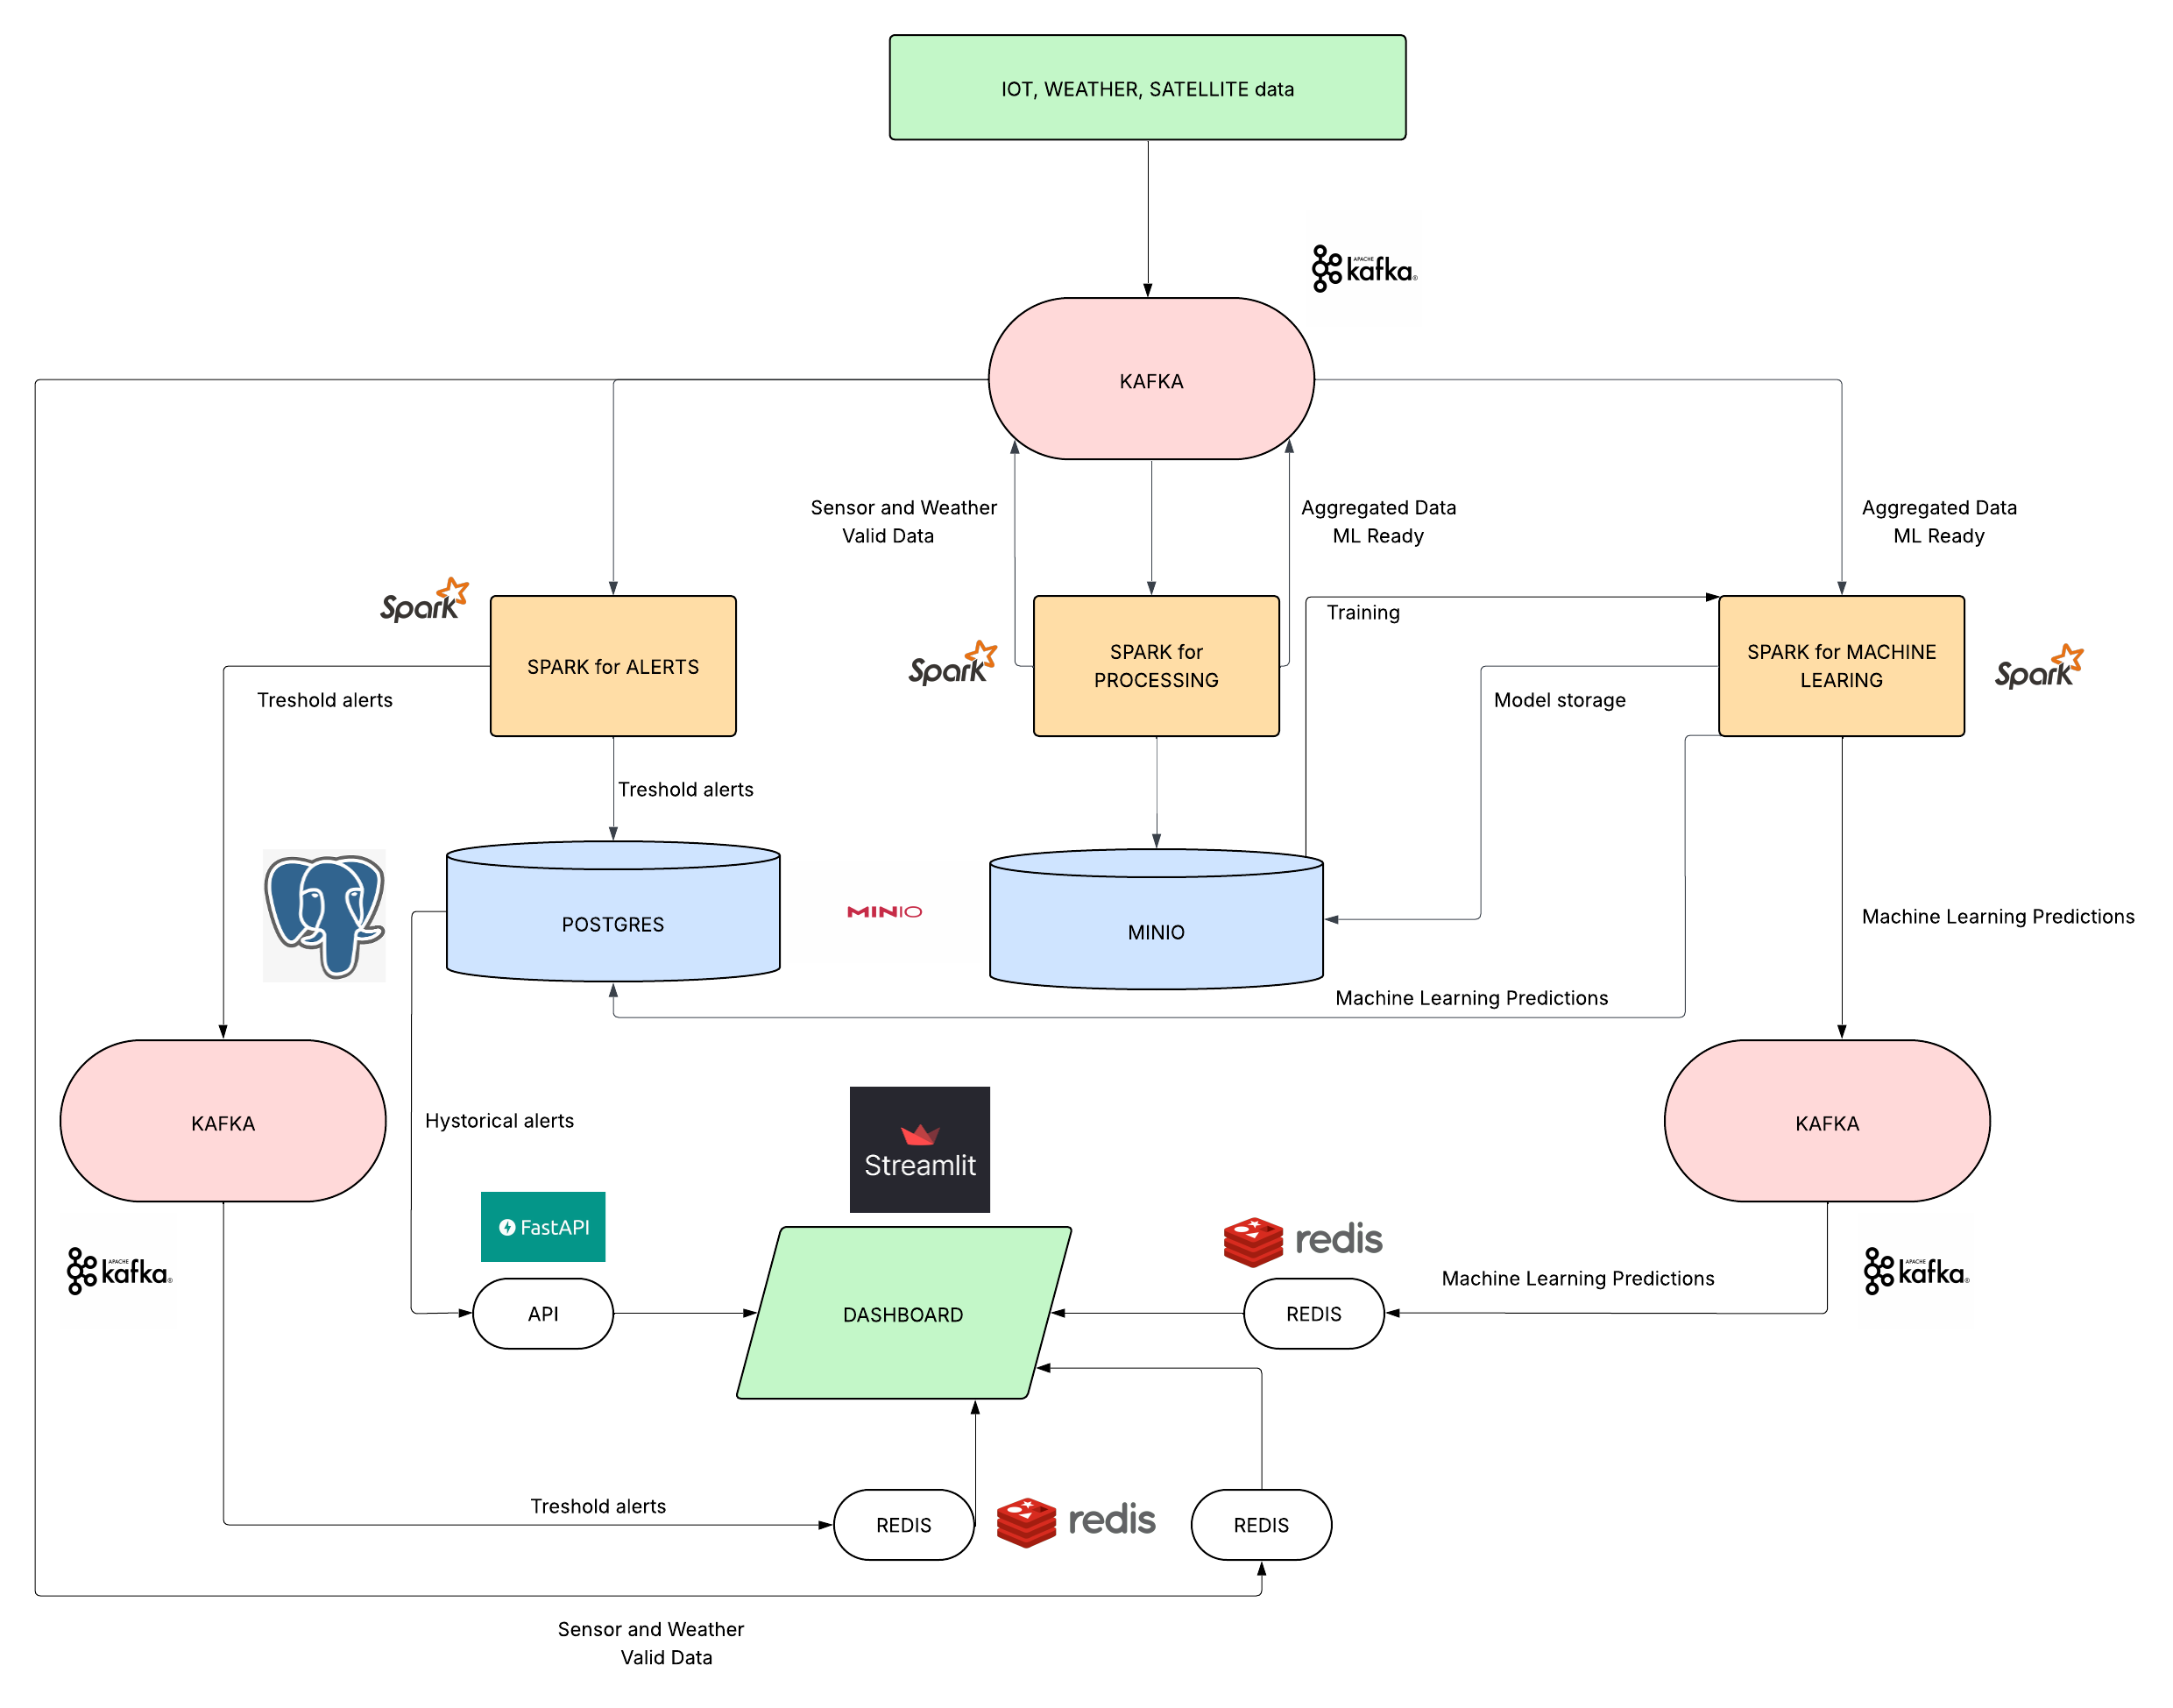 IOT, WEATHER, SATELLITE data
APACHE
kafka®
KAFKA
Sensor and Weather
Valid Data
Aggregated Data
ML Ready
Aggregated Data
ML Ready
Spark
SPARK for ALERTS
Treshold alerts
Spark
SPARK for
PROCESSING
Training
Model storage
SPARK for MACHINE
LEARING
Spark
Treshold alerts
POSTGRES
MINIO
MINIO
Machine Learning Predictions
Machine Learning Predictions
KAFKA
Hystorical alerts
Streamlit
KAFKA
APACHE
kafka®
FastAPI
API
DASHBOARD
redis
REDIS
Machine Learning Predictions
APACHE
kafka®
Treshold alerts
REDIS
redis
REDIS
Sensor and Weather
Valid Data